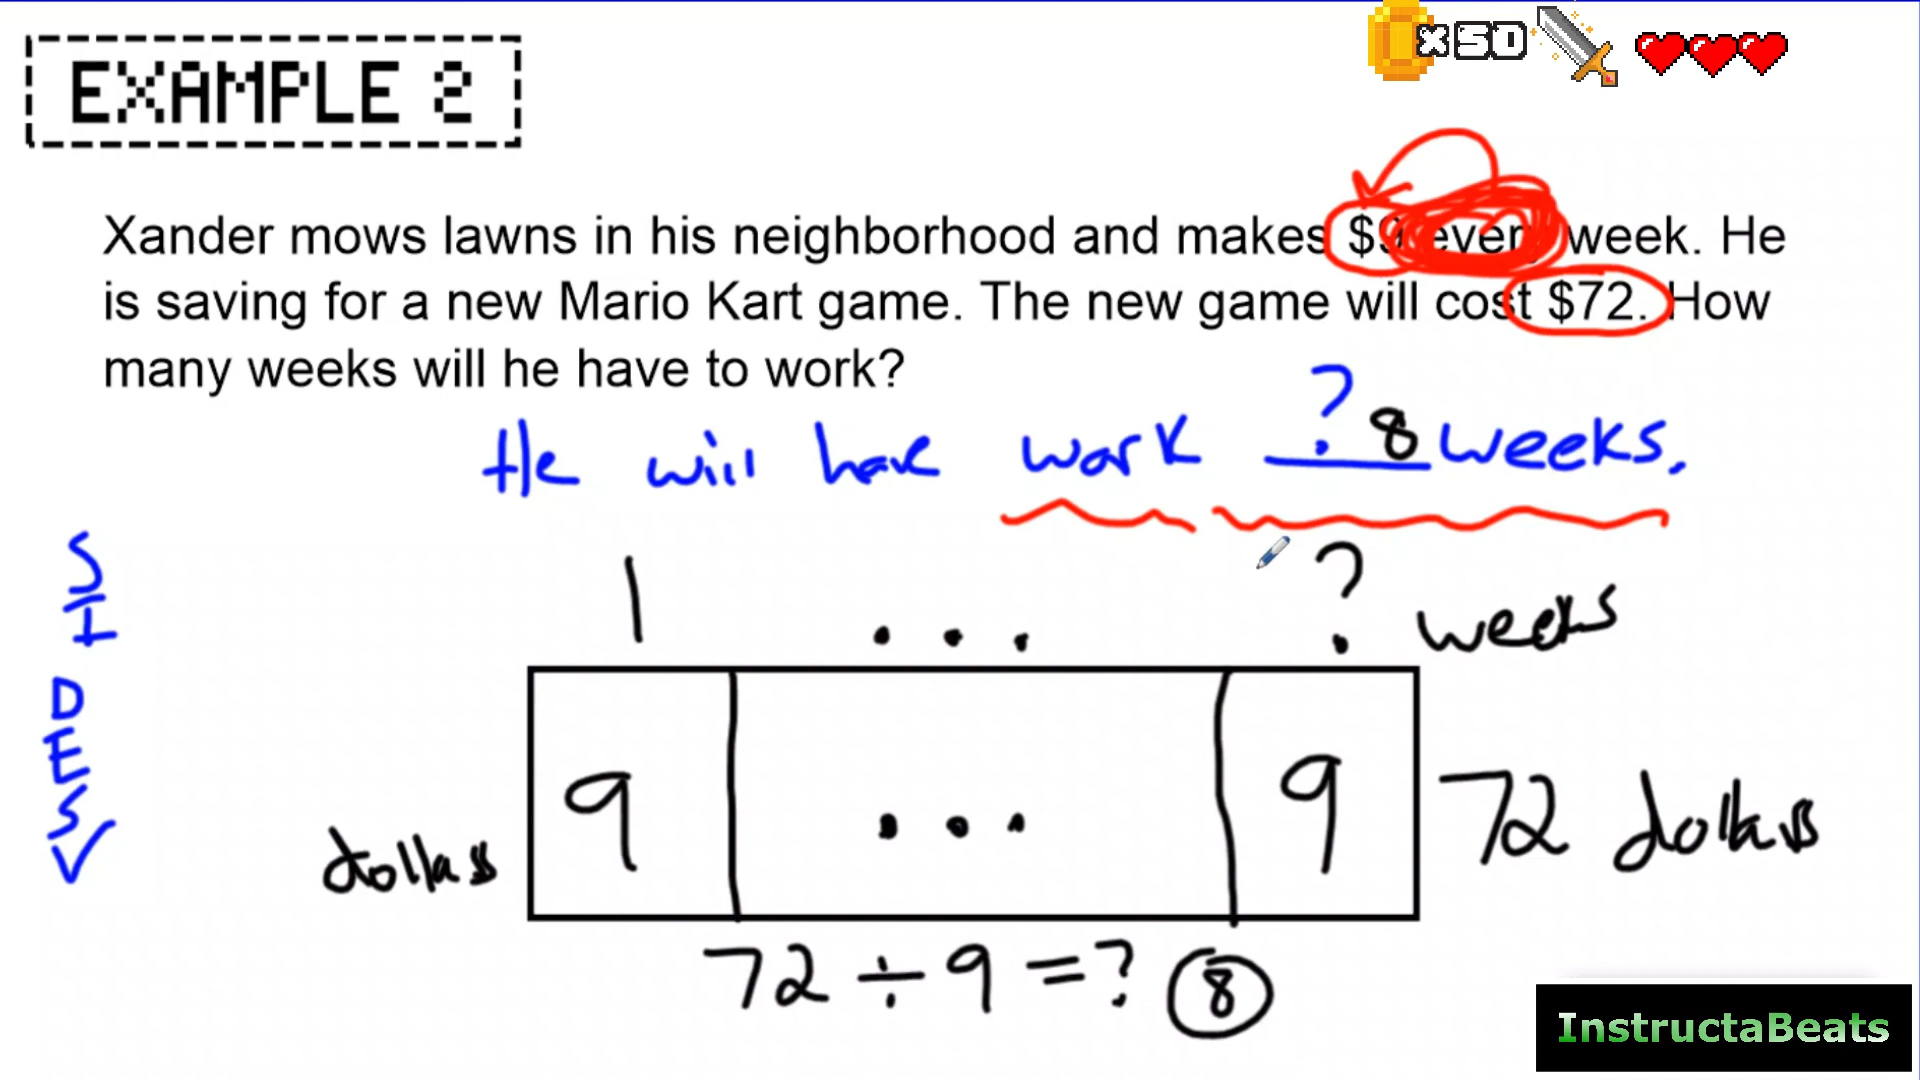 x50
EXAMPLE 2
Xander mows lawns in his neighborhood and makes $9 every week. He
is saving for a new Mario Kart game. The new game will cost $72. How
many weeks will he have to work?
He will have work ? 8 weeks.
S
I
D
E
S
1 ... ? weeks
dollars 9 ... 9 72 dollars
72 ÷ 9 = ? 8
InstructaBeats